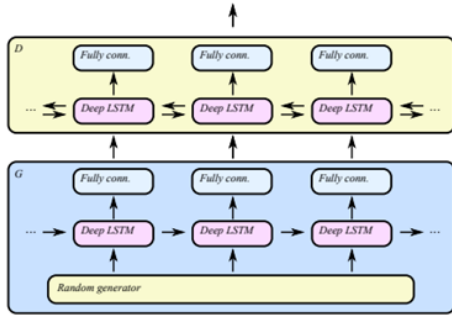 D
Fully conn. Fully conn. Fully conn.
... Deep LSTM Deep LSTM Deep LSTM ...
G
Fully conn. Fully conn. Fully conn.
... Deep LSTM Deep LSTM Deep LSTM ...
Random generator